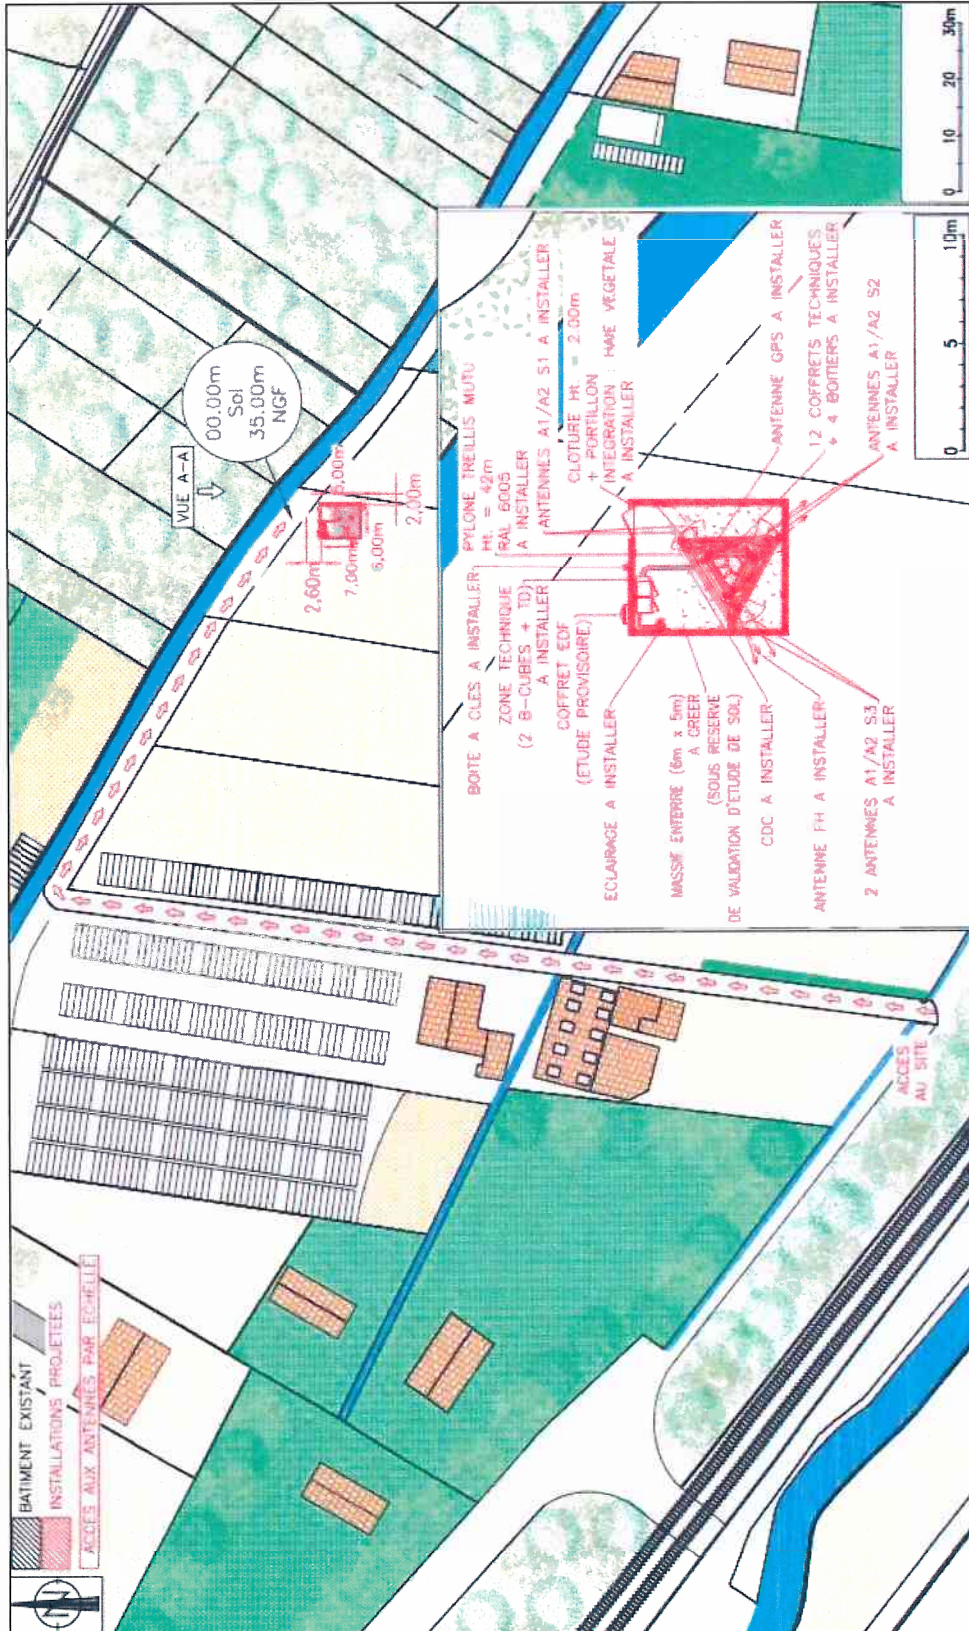 BATIMENT EXISTANT
INSTALLATIONS PROJETEES
ACCES AUX ANTENNES PAR ECHELLE
N
VUE A-A
00.00m
Sol
35.00m
NGF
2,60m
7,00m
6,00m
5,00m
2,00m
ACCES
AU SITE
BOITE A CLES A INSTALLER
ZONE TECHNIQUE
(2 B-CUBES + TD)
A INSTALLER
COFFRET EDF
(ETUDE PROVISOIRE)
ECLAIRAGE A INSTALLER
MASSIF ENTERRE (6m x 5m)
A CREER
(SOUS RESERVE
DE VALIDATION D'ETUDE DE SOL)
CDC A INSTALLER
ANTENNE FH A INSTALLER
2 ANTENNES A1/A2 S3
A INSTALLER
PYLONE TREILLIS MUTU
Ht. = 42m
RAL 6005
A INSTALLER
ANTENNES A1/A2 S1 A INSTALLER
CLOTURE Ht. = 2.00m
+ PORTILLON
INTEGRATION : HAIE VEGETALE
A INSTALLER
ANTENNE GPS A INSTALLER
12 COFFRETS TECHNIQUES
+ 4 BOITIERS A INSTALLER
ANTENNES A1/A2 S2
A INSTALLER
0 5 10m
0 10 20 30m